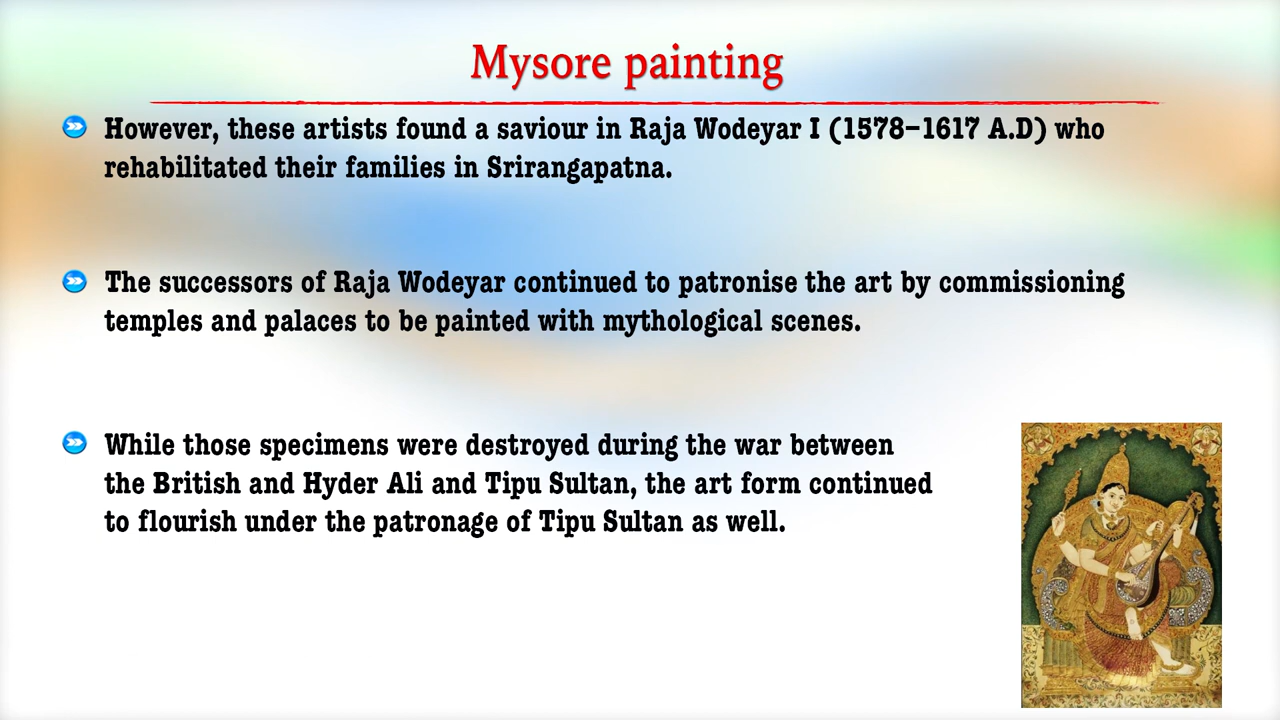 Mysore painting
However, these artists found a saviour in Raja Wodeyar I (1578–1617 A.D) who
rehabilitated their families in Srirangapatna.
The successors of Raja Wodeyar continued to patronise the art by commissioning
temples and palaces to be painted with mythological scenes.
While those specimens were destroyed during the war between
the British and Hyder Ali and Tipu Sultan, the art form continued
to flourish under the patronage of Tipu Sultan as well.